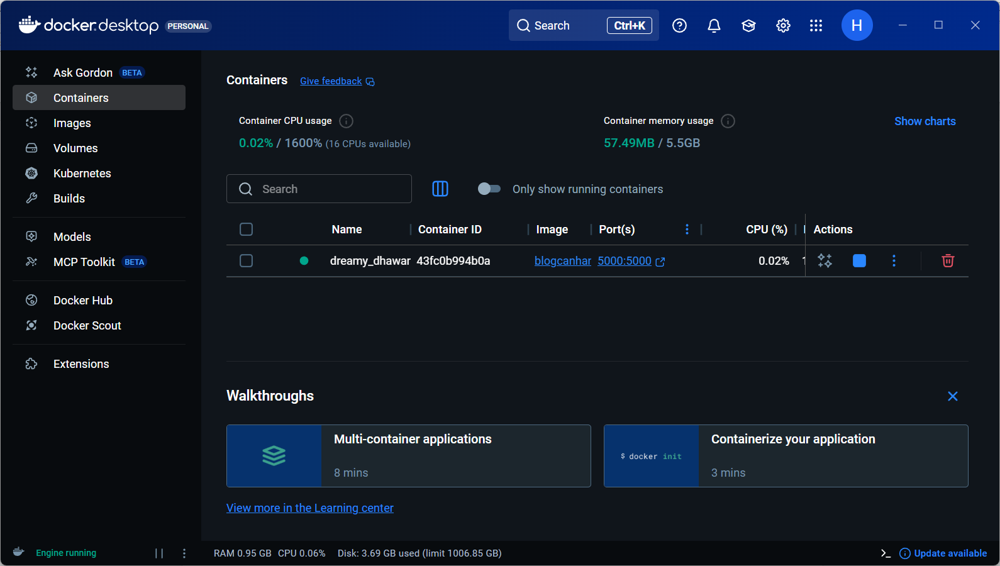 docker.desktop PERSONAL
Search Ctrl+K
H
Ask Gordon BETA
Containers
Images
Volumes
Kubernetes
Builds
Models
MCP Toolkit BETA
Docker Hub
Docker Scout
Extensions
Containers Give feedback
Container CPU usage
0.02% / 1600% (16 CPUs available)
Container memory usage
57.49MB / 5.5GB
Show charts
Search
Only show running containers
Name Container ID Image Port(s) CPU (%) Actions
dreamy_dhawar 43fc0b994b0a blogcanhar 5000:5000 0.02%
Walkthroughs
Multi-container applications
8 mins
$ docker init
Containerize your application
3 mins
View more in the Learning center
Engine running
RAM 0.95 GB CPU 0.06% Disk: 3.69 GB used (limit 1006.85 GB)
Update available